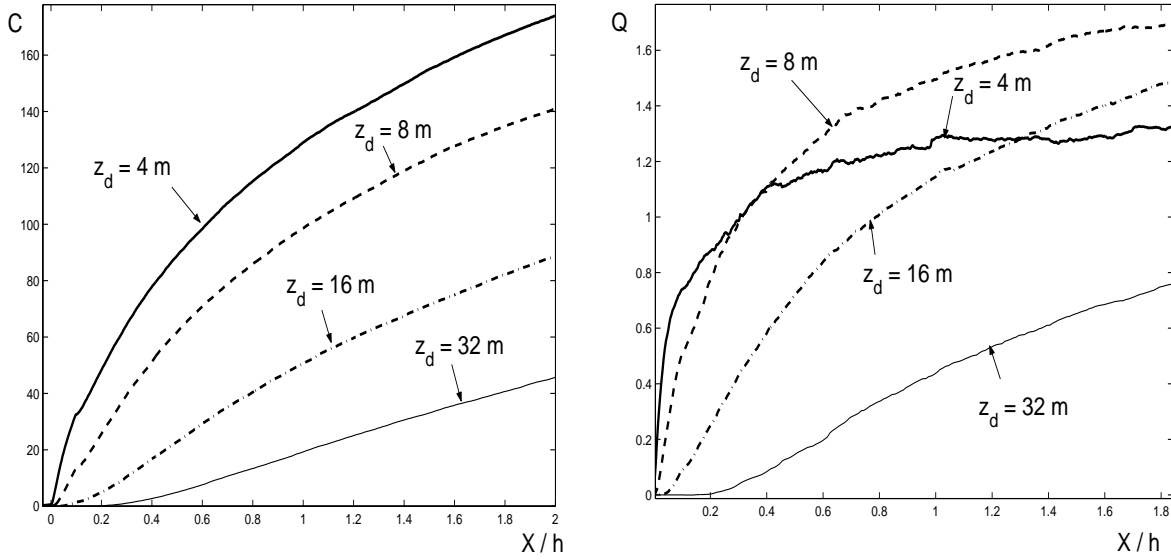 C
160
140
120
100
80
60
40
20
0
0 0.2 0.4 0.6 0.8 1 1.2 1.4 1.6 1.8 2
X / h
z_d = 4 m
z_d = 8 m
z_d = 16 m
z_d = 32 m
Q
1.6
1.4
1.2
1
0.8
0.6
0.4
0.2
0
0.2 0.4 0.6 0.8 1 1.2 1.4 1.6 1.8
X / h
z_d = 8 m
z_d = 4 m
z_d = 16 m
z_d = 32 m